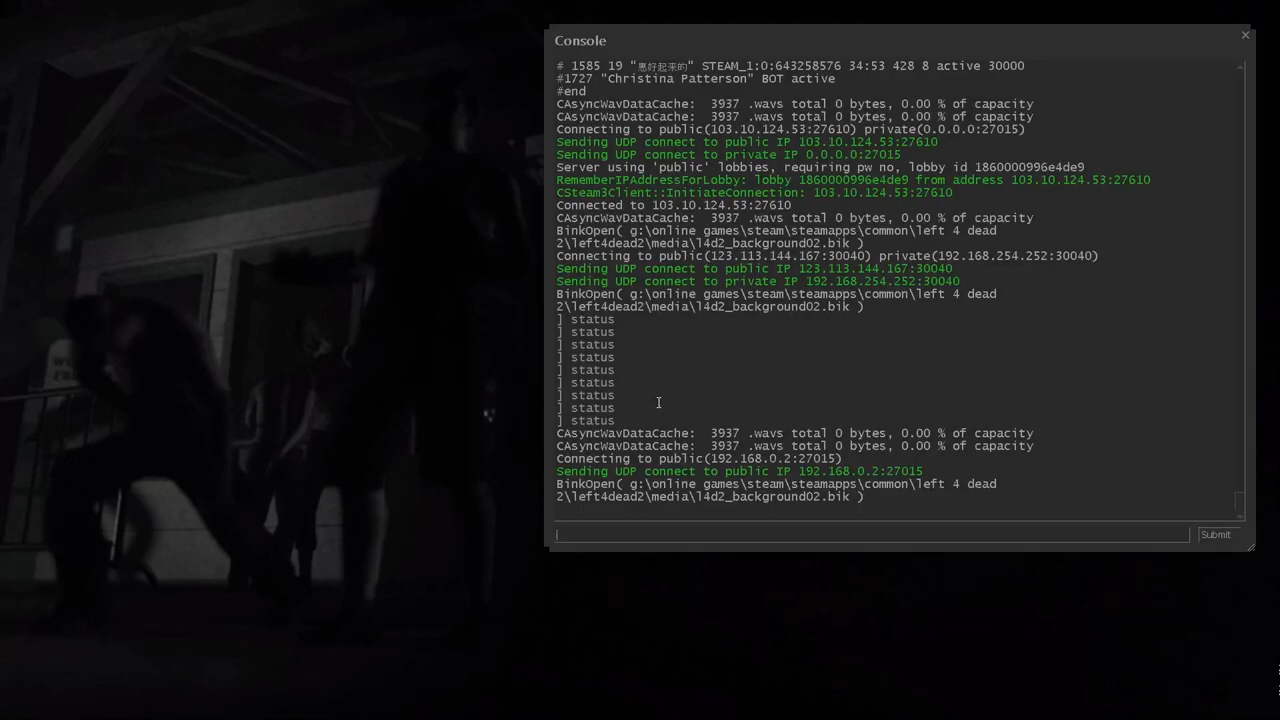 Console
# 1585 19 "惠好起来的" STEAM_1:0:643258576 34:53 428 8 active 30000
#1727 "Christina Patterson" BOT active
#end
CAsyncWavDataCache:  3937 .wavs total 0 bytes, 0.00 % of capacity
CAsyncWavDataCache:  3937 .wavs total 0 bytes, 0.00 % of capacity
Connecting to public(103.10.124.53:27610) private(0.0.0.0:27015)
Sending UDP connect to public IP 103.10.124.53:27610
Sending UDP connect to private IP 0.0.0.0:27015
Server using 'public' lobbies, requiring pw no, lobby id 1860000996e4de9
RememberIPAddressForLobby: lobby 1860000996e4de9 from address 103.10.124.53:27610
CSteam3Client::InitiateConnection: 103.10.124.53:27610
Connected to 103.10.124.53:27610
CAsyncWavDataCache:  3937 .wavs total 0 bytes, 0.00 % of capacity
BinkOpen( g:\online games\steam\steamapps\common\left 4 dead
2\left4dead2\media\l4d2_background02.bik )
Connecting to public(123.113.144.167:30040) private(192.168.254.252:30040)
Sending UDP connect to public IP 123.113.144.167:30040
Sending UDP connect to private IP 192.168.254.252:30040
BinkOpen( g:\online games\steam\steamapps\common\left 4 dead
2\left4dead2\media\l4d2_background02.bik )
] status
] status
] status
] status
] status
] status
] status
] status
] status
CAsyncWavDataCache:  3937 .wavs total 0 bytes, 0.00 % of capacity
CAsyncWavDataCache:  3937 .wavs total 0 bytes, 0.00 % of capacity
Connecting to public(192.168.0.2:27015)
Sending UDP connect to public IP 192.168.0.2:27015
BinkOpen( g:\online games\steam\steamapps\common\left 4 dead
2\left4dead2\media\l4d2_background02.bik )
Submit